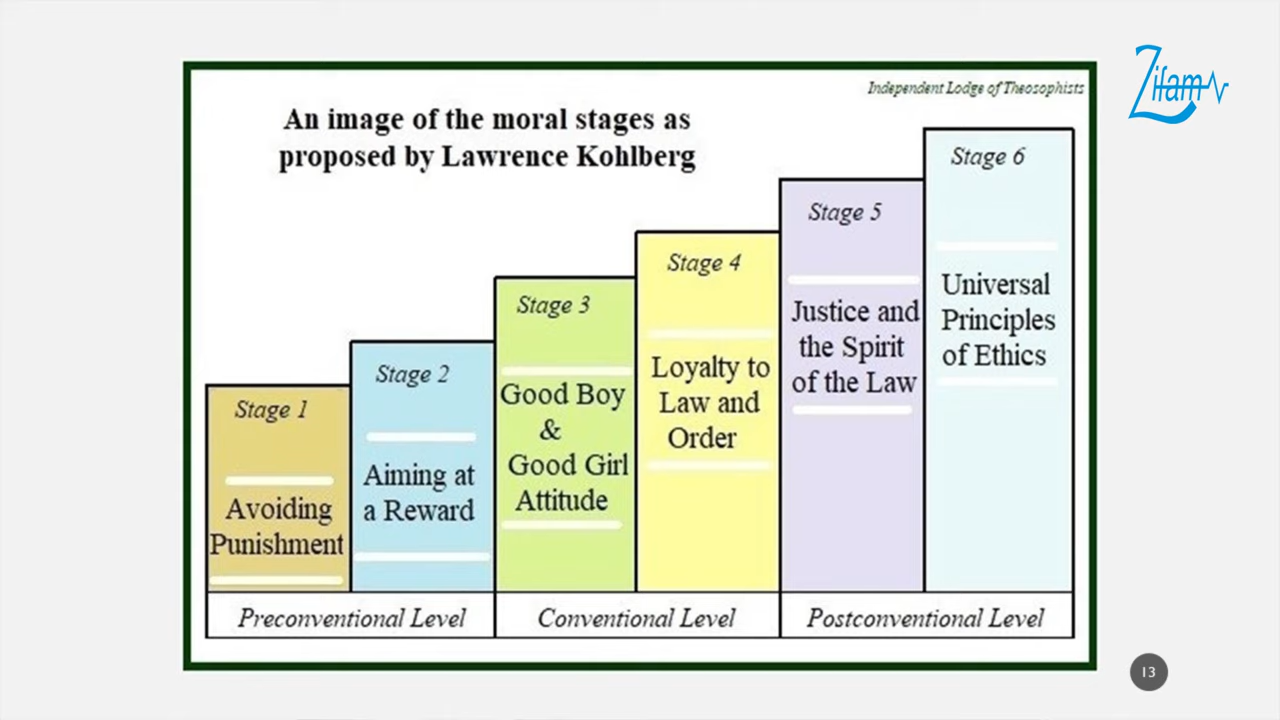 Zifam
Independent Lodge of Theosophists
An image of the moral stages as
proposed by Lawrence Kohlberg
Stage 1
Avoiding
Punishment
Stage 2
Aiming at
a Reward
Stage 3
Good Boy
&
Good Girl
Attitude
Stage 4
Loyalty to
Law and
Order
Stage 5
Justice and
the Spirit
of the Law
Stage 6
Universal
Principles
of Ethics
Preconventional Level
Conventional Level
Postconventional Level
13